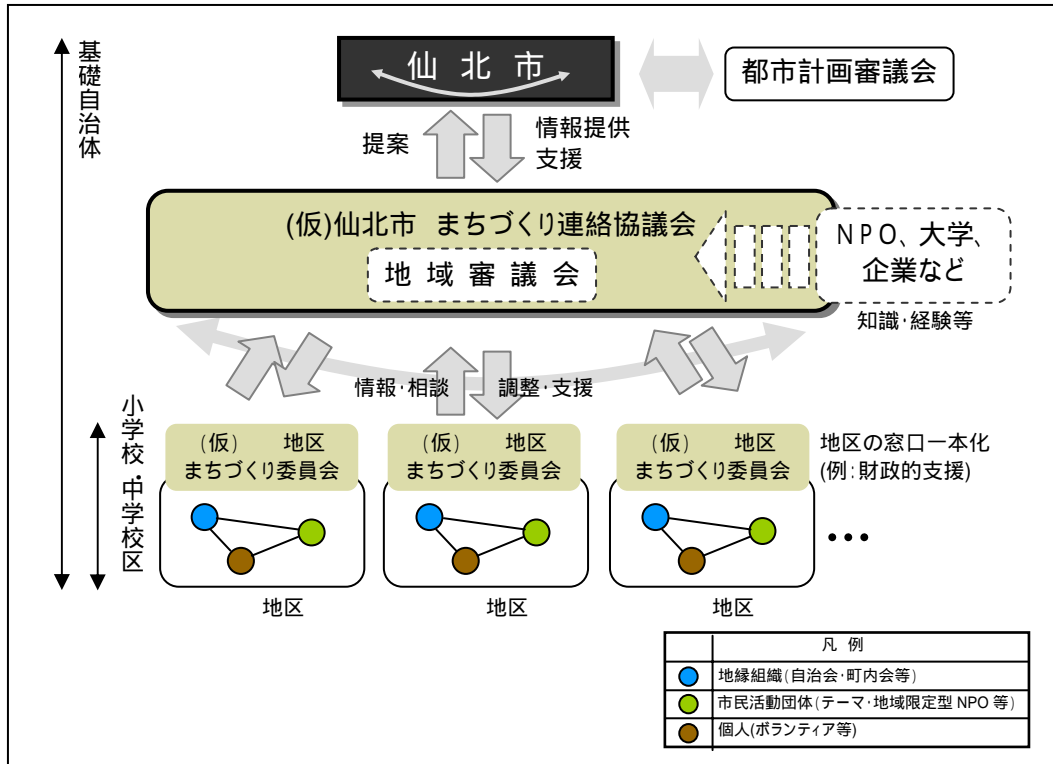 基礎自治体
仙北市
都市計画審議会
提案
情報提供
支援
(仮)仙北市 まちづくり連絡協議会
地域審議会
NPO、大学、
企業など
知識・経験等
情報・相談
調整・支援
小学校・中学校区
(仮) 地区
まちづくり委員会
(仮) 地区
まちづくり委員会
(仮) 地区
まちづくり委員会
地区の窓口一本化
(例:財政的支援)
•••
地区
地区
地区
凡例
地縁組織(自治会・町内会等)
市民活動団体(テーマ・地域限定型NPO等)
個人(ボランティア等)